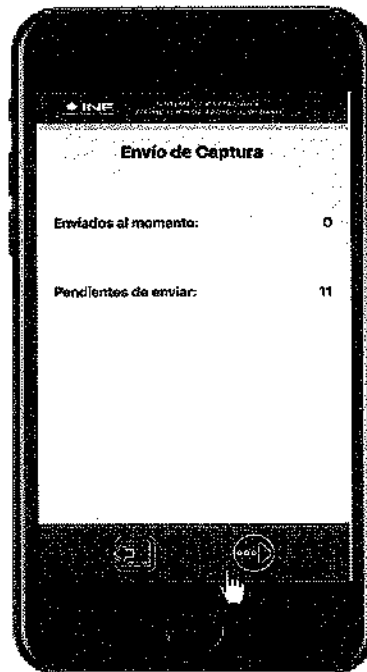 INE
Envío de Captura
Enviados al momento: 0
Pendientes de enviar: 11